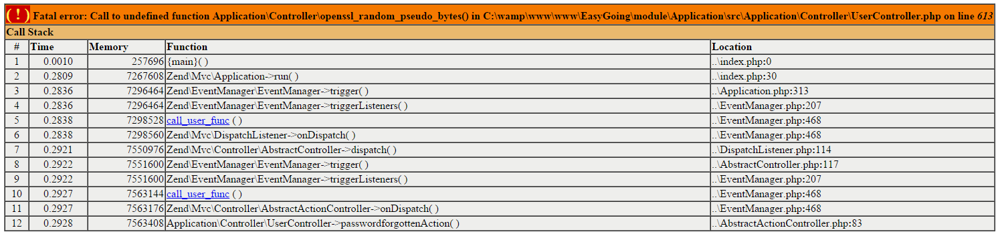 ( ! ) Fatal error: Call to undefined function Application\Controller\openssl_random_pseudo_bytes() in C:\wamp\www\www\EasyGoing\module\Application\src\Application\Controller\UserController.php on line 613
Call Stack
# Time Memory Function Location
1 0.0010 257696 {main}( ) ..\index.php:0
2 0.2809 7267608 Zend\Mvc\Application->run( ) ..\index.php:30
3 0.2836 7296464 Zend\EventManager\EventManager->trigger( ) ..\Application.php:313
4 0.2836 7296464 Zend\EventManager\EventManager->triggerListeners( ) ..\EventManager.php:207
5 0.2838 7298528 call_user_func ( ) ..\EventManager.php:468
6 0.2838 7298560 Zend\Mvc\DispatchListener->onDispatch( ) ..\EventManager.php:468
7 0.2921 7550976 Zend\Mvc\Controller\AbstractController->dispatch( ) ..\DispatchListener.php:114
8 0.2922 7551600 Zend\EventManager\EventManager->trigger( ) ..\AbstractController.php:117
9 0.2922 7551600 Zend\EventManager\EventManager->triggerListeners( ) ..\EventManager.php:207
10 0.2927 7563144 call_user_func ( ) ..\EventManager.php:468
11 0.2927 7563176 Zend\Mvc\Controller\AbstractActionController->onDispatch( ) ..\EventManager.php:468
12 0.2928 7563408 Application\Controller\UserController->passwordforgottenAction( ) ..\AbstractActionController.php:83